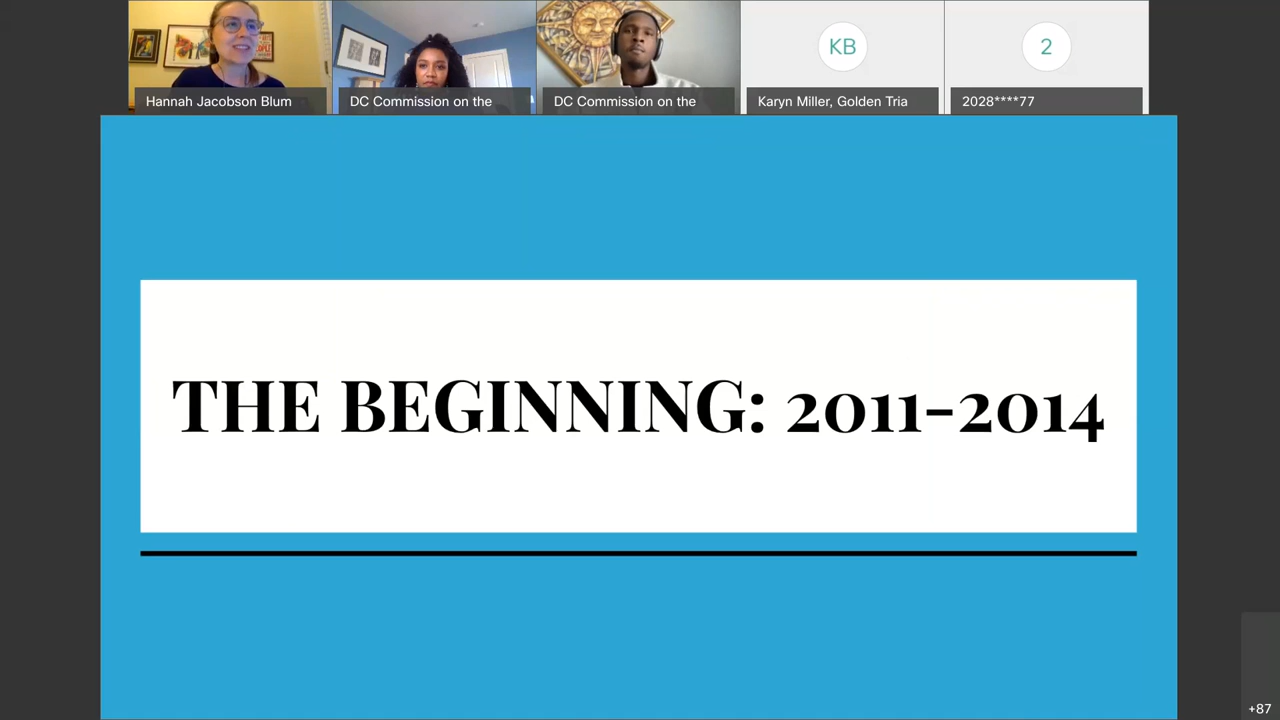 Hannah Jacobson Blum
DC Commission on the
DC Commission on the
KB
Karyn Miller, Golden Tria
2
2028****77
THE BEGINNING: 2011-2014
+87